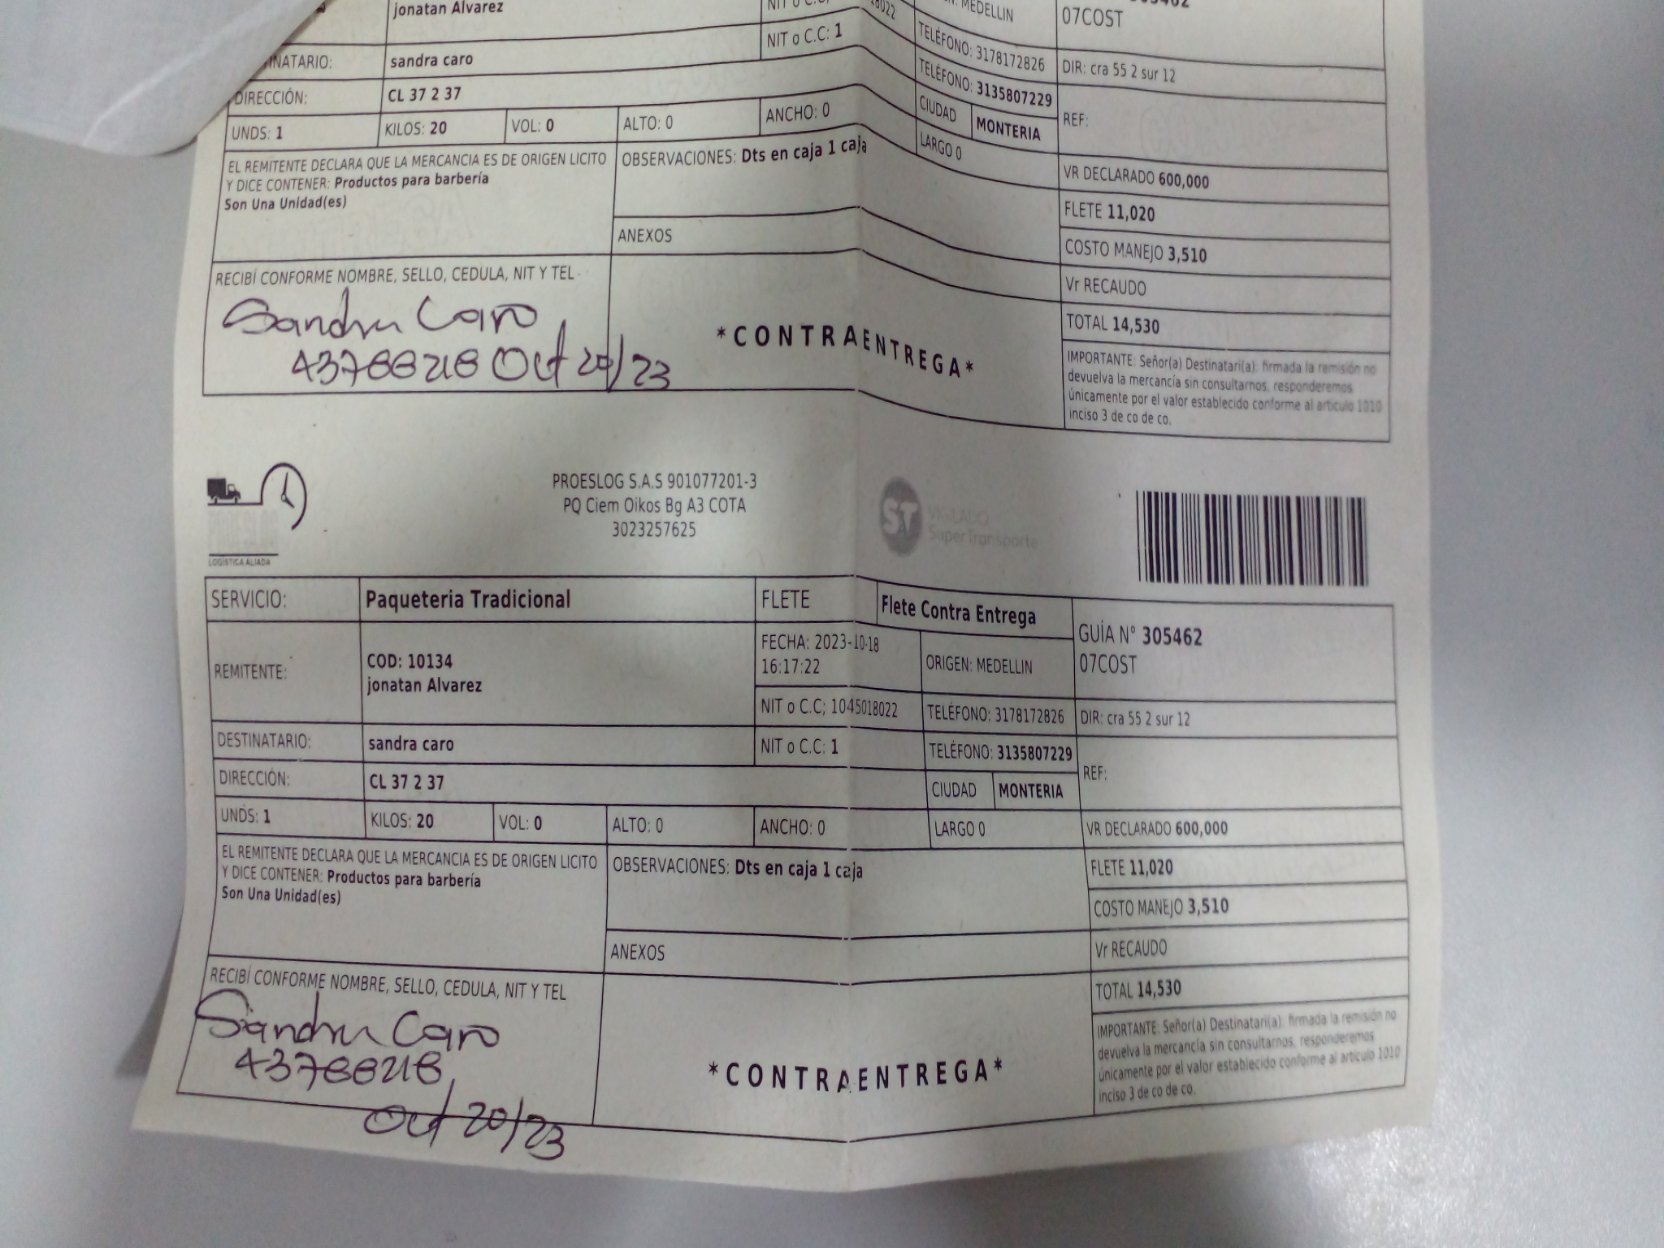 jonatan Alvarez
MEDELLIN
07COST
DESTINATARIO: sandra caro NIT o C.C: 1 TELÉFONO: 3178172826 DIR: cra 55 2 sur 12
DIRECCIÓN: CL 37 2 37 TELÉFONO: 3135807229
UNDS: 1 KILOS: 20 VOL: 0 ALTO: 0 ANCHO: 0 CIUDAD MONTERIA REF:
EL REMITENTE DECLARA QUE LA MERCANCIA ES DE ORIGEN LICITO OBSERVACIONES: Dts en caja 1 caja LARGO 0
Y DICE CONTENER: Productos para barbería VR DECLARADO 600,000
Son Una Unidad(es) FLETE 11,020
ANEXOS COSTO MANEJO 3,510
RECIBÍ CONFORME NOMBRE, SELLO, CEDULA, NIT Y TEL Vr RECAUDO
Sandra Caro *CONTRAENTREGA* TOTAL 14,530
43788218 Oct 20/23
IMPORTANTE: Señor(a) Destinatari(a): firmada la remisión no
devuelva la mercancía sin consultarnos, responderemos
únicamente por el valor establecido conforme al articulo 1010
inciso 3 de co de co.
PROESLOG S.A.S 901077201-3
PQ Ciem Oikos Bg A3 COTA
3023257625
LOGÍSTICA ALIADA
ST VIGILADO
SuperTransporte
SERVICIO: Paqueteria Tradicional FLETE Flete Contra Entrega
GUÍA N° 305462
07COST
REMITENTE: COD: 10134
jonatan Alvarez
FECHA: 2023-10-18
16:17:22
ORIGEN: MEDELLIN
NIT o C.C; 1045018022 TELÉFONO: 3178172826 DIR: cra 55 2 sur 12
DESTINATARIO: sandra caro NIT o C.C: 1 TELÉFONO: 3135807229 REF:
DIRECCIÓN: CL 37 2 37 CIUDAD MONTERIA
UNDS: 1 KILOS: 20 VOL: 0 ALTO: 0 ANCHO: 0 LARGO 0 VR DECLARADO 600,000
EL REMITENTE DECLARA QUE LA MERCANCIA ES DE ORIGEN LICITO OBSERVACIONES: Dts en caja 1 caja FLETE 11,020
Y DICE CONTENER: Productos para barbería
Son Una Unidad(es) COSTO MANEJO 3,510
ANEXOS Vr RECAUDO
RECIBÍ CONFORME NOMBRE, SELLO, CEDULA, NIT Y TEL TOTAL 14,530
Sandra Caro
43788218
Oct 20/23
*CONTRAENTREGA*
IMPORTANTE: Señor(a) Destinatari(a): firmada la remisión no
devuelva la mercancía sin consultarnos, responderemos
únicamente por el valor establecido conforme al articulo 1010
inciso 3 de co de co.